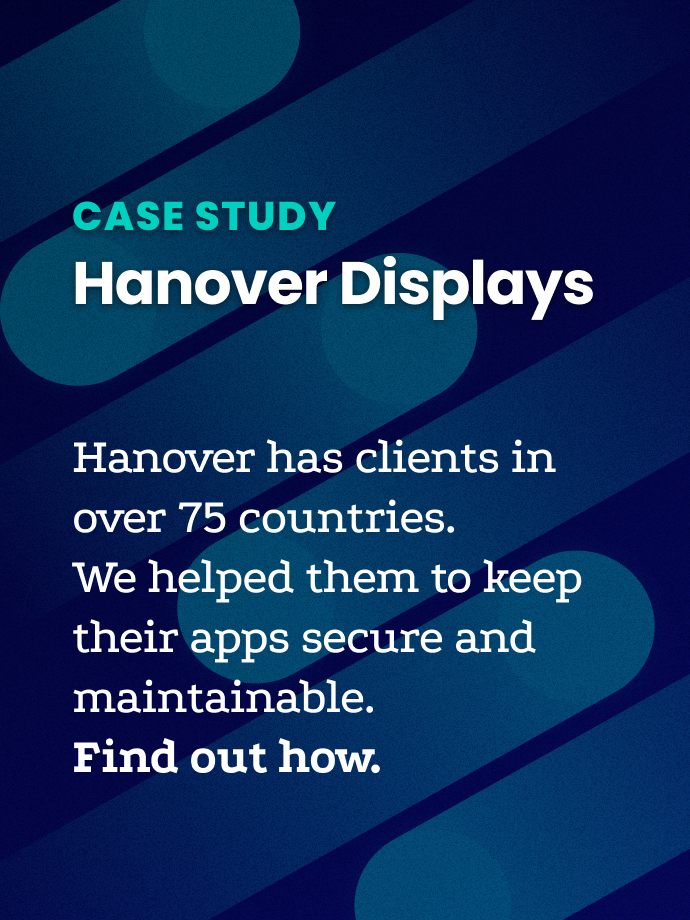 CASE STUDY
Hanover Displays
Hanover has clients in
over 75 countries.
We helped them to keep
their apps secure and
maintainable.
Find out how.